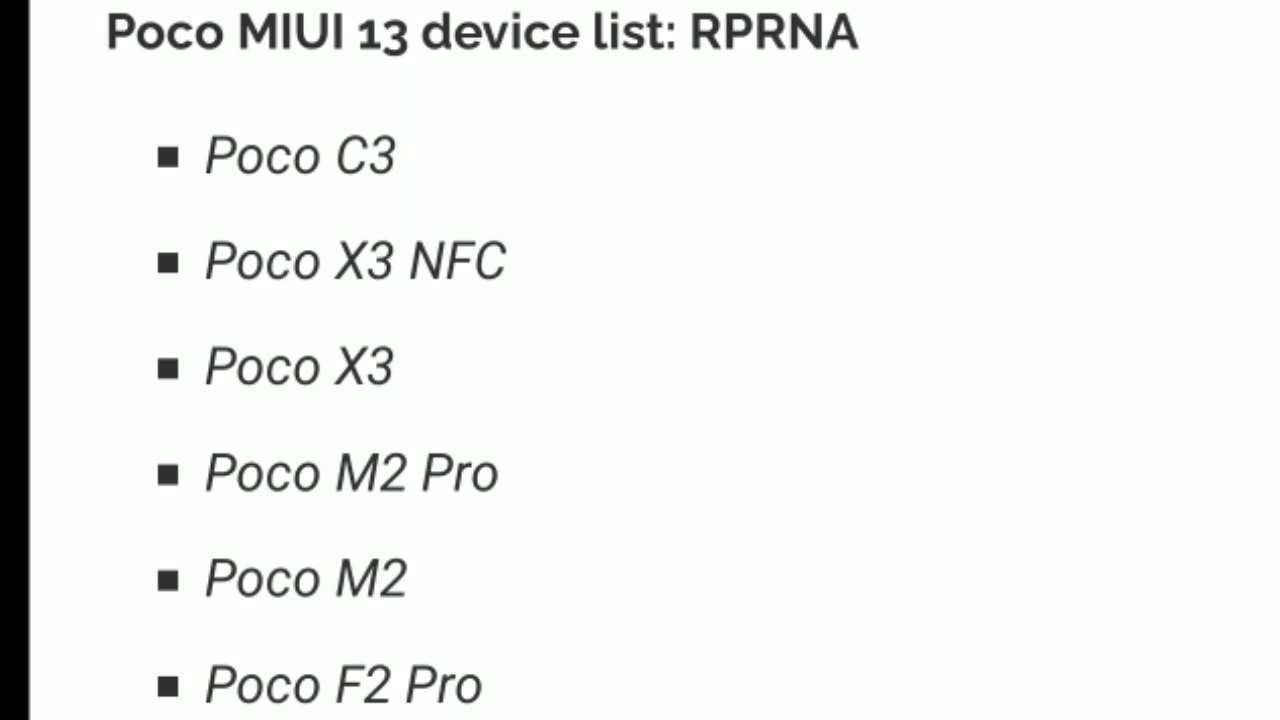 Poco MIUI 13 device list: RPRNA
Poco C3
Poco X3 NFC
Poco X3
Poco M2 Pro
Poco M2
Poco F2 Pro